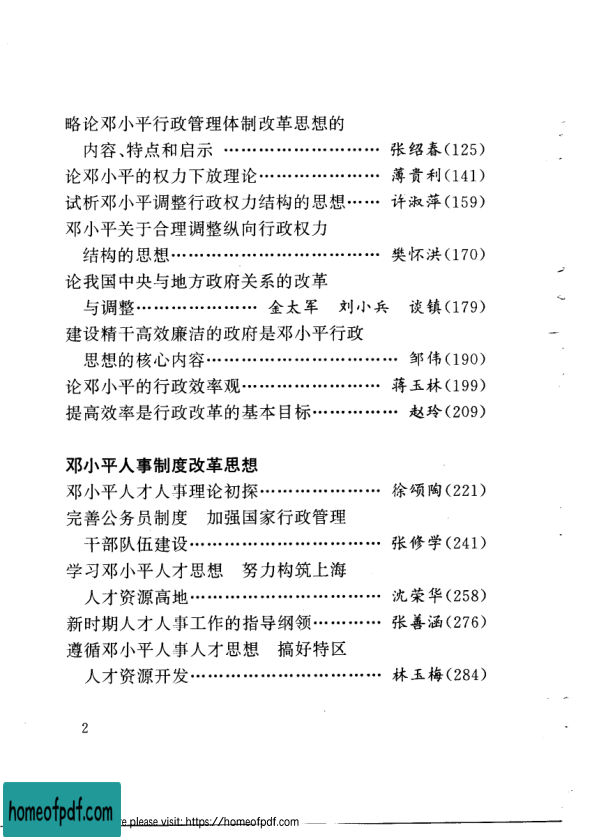 略论邓小平行政管理体制改革思想的
内容、特点和启示 ……………………… 张绍春(125)
论邓小平的权力下放理论………………… 薄贵利(141)
试析邓小平调整行政权力结构的思想…… 许淑萍(159)
邓小平关于合理调整纵向行政权力
结构的思想……………………………… 樊怀洪(170)
论我国中央与地方政府关系的改革
与调整………………… 金太军 刘小兵 谈镇(179)
建设精干高效廉洁的政府是邓小平行政
思想的核心内容…………………………… 邹伟(190)
论邓小平的行政效率观…………………… 蒋玉林(199)
提高效率是行政改革的基本目标…………… 赵玲(209)
邓小平人事制度改革思想
邓小平人才人事理论初探………………… 徐颂陶(221)
完善公务员制度 加强国家行政管理
干部队伍建设…………………………… 张修学(241)
学习邓小平人才思想 努力构筑上海
人才资源高地…………………………… 沈荣华(258)
新时期人才人事工作的指导纲领………… 张善涵(276)
遵循邓小平人事人才思想 搞好特区
人才资源开发…………………………… 林玉梅(284)
2
homeofpdf.com
e please visit: https://homeofpdf.com